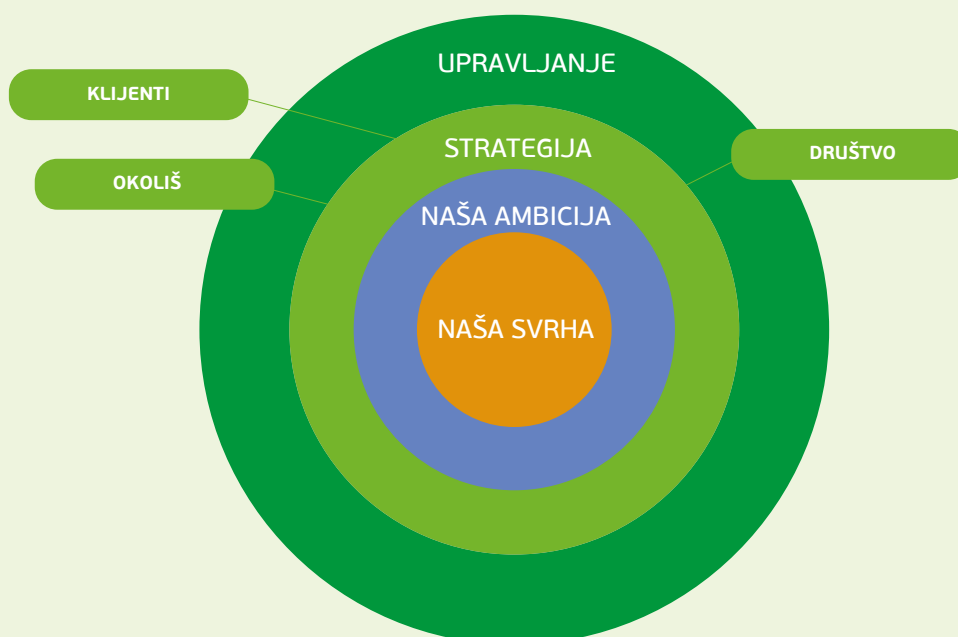 UPRAVLJANJE
KLIJENTI
STRATEGIJA
DRUŠTVO
OKOLIŠ
NAŠA AMBICIJA
NAŠA SVRHA